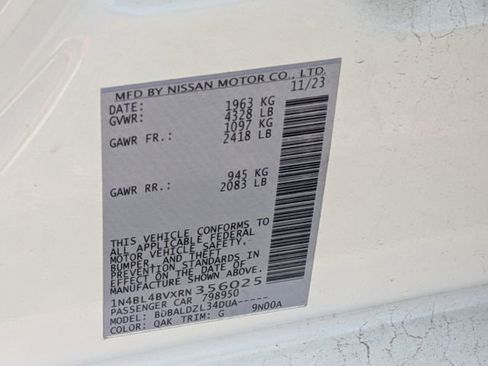 MFD BY NISSAN MOTOR CO., LTD.
DATE: 11/23
GVWR: 1963 KG
4328 LB
GAWR FR.: 1097 KG
2418 LB
GAWR RR.: 945 KG
2083 LB
THIS VEHICLE CONFORMS TO
ALL APPLICABLE FEDERAL
MOTOR VEHICLE SAFETY,
BUMPER, AND THEFT
PREVENTION STANDARDS IN
EFFECT ON THE DATE OF
MANUFACTURE SHOWN ABOVE.
1N4BL4BVXRN356025
PASSENGER CAR 798950
MODEL: BDBALDZL34DUA-----
COLOR: QAK TRIM: G 9N00A